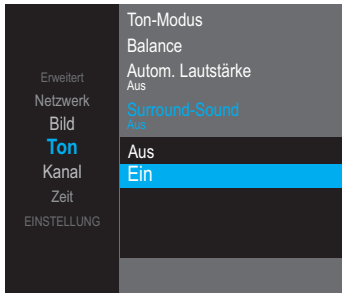 Erweitert
Netzwerk
Bild
Ton
Kanal
Zeit
EINSTELLUNG
Ton-Modus
Balance
Autom. Lautstärke
Aus
Surround-Sound
Aus
Aus
Ein